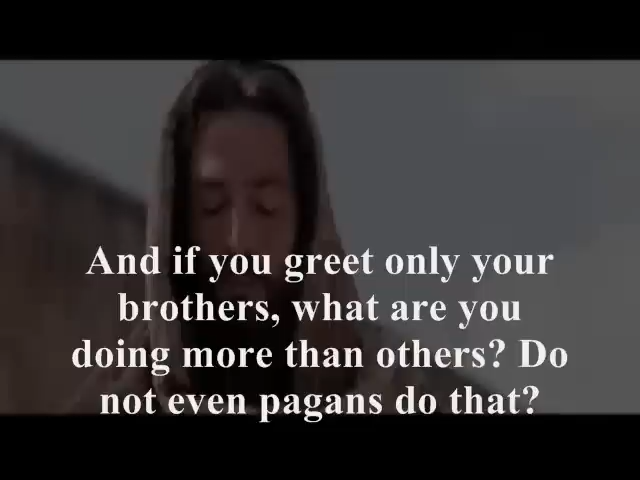 And if you greet only your
brothers, what are you
doing more than others? Do
not even pagans do that?